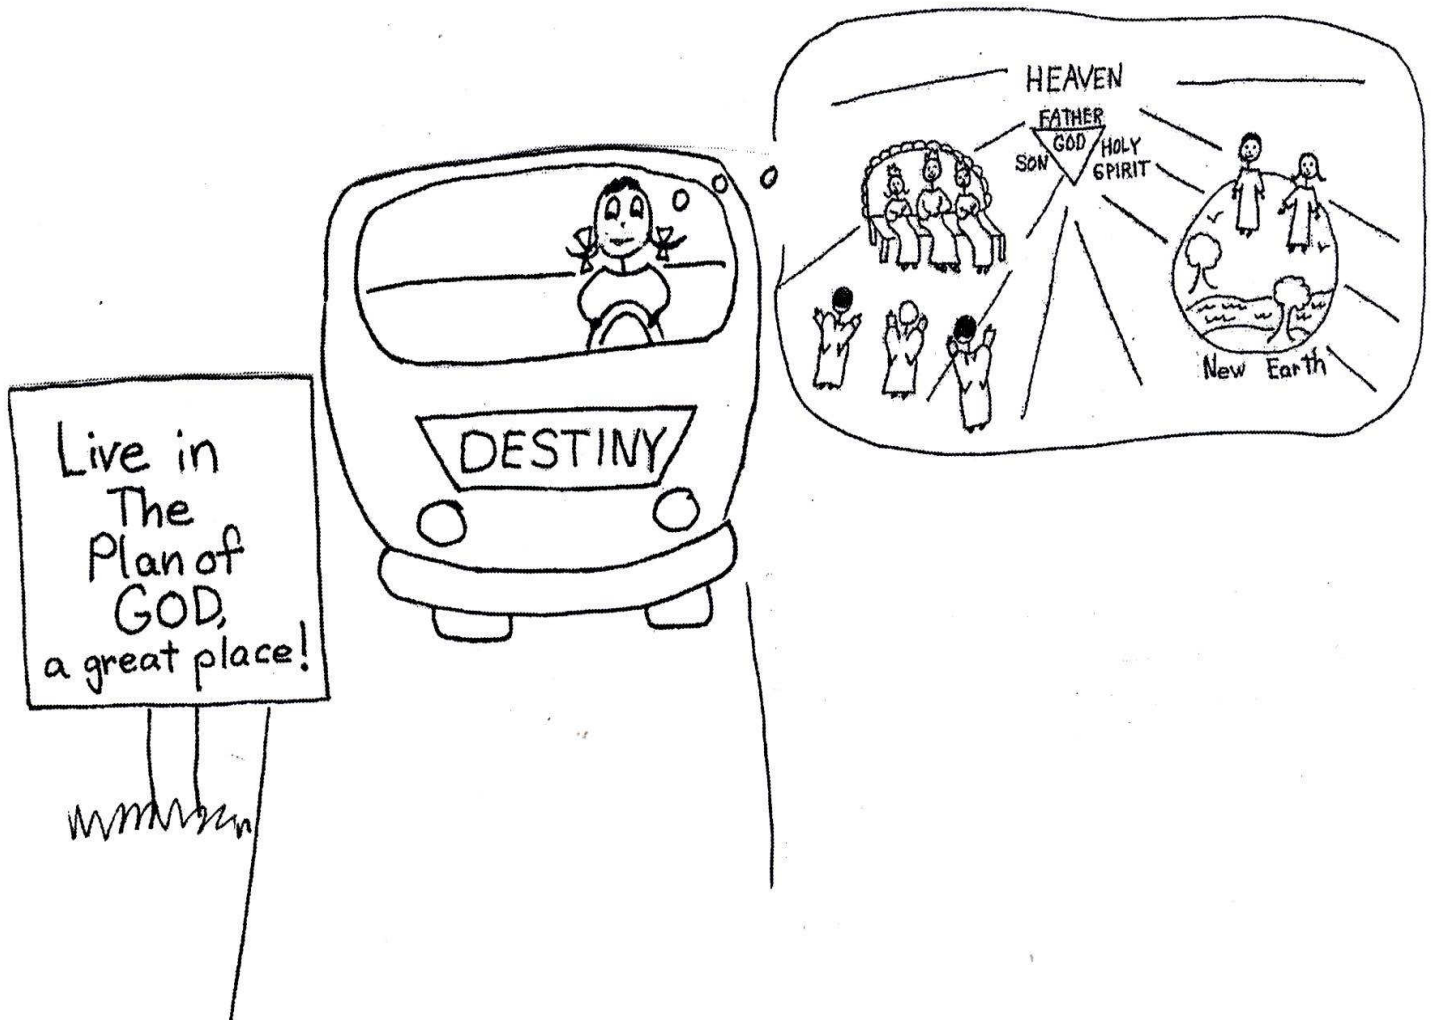 HEAVEN
FATHER
GOD
SON
HOLY
SPIRIT
New Earth
DESTINY
Live in
The
Plan of
GOD,
a great place!